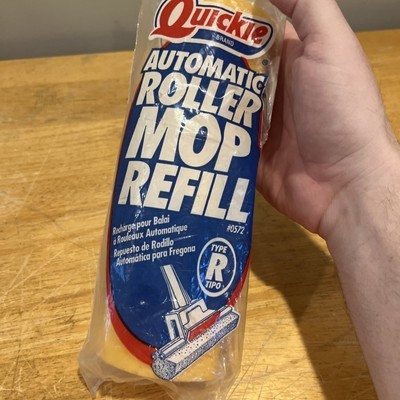 Quickie
BRAND
AUTOMATIC
ROLLER
MOP
REFILL
#0572
Recharge pour Balai
à Rouleaux Automatique
Repuesto de Rodillo
Automática para Fregona
TYPE
R
TIPO